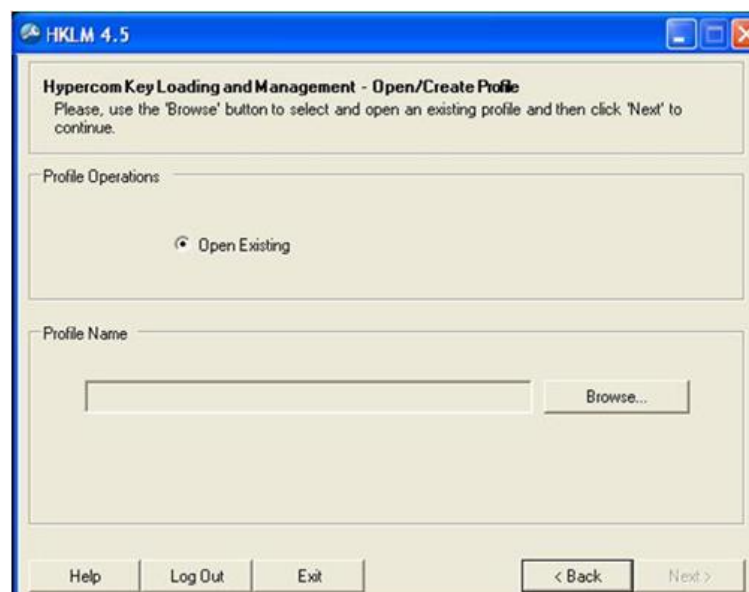 HKLM 4.5
Hypercom Key Loading and Management - Open/Create Profile
Please, use the 'Browse' button to select and open an existing profile and then click 'Next' to
continue.
Profile Operations
Open Existing
Profile Name
Browse...
Help Log Out Exit < Back Next >